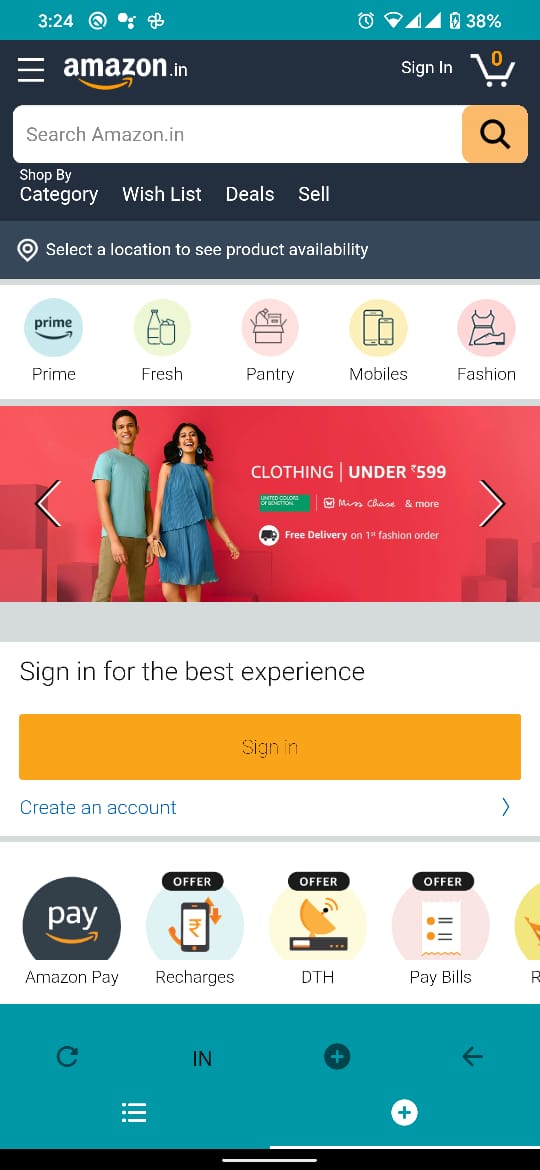 3:24 38%
amazon.in Sign In 0
Search Amazon.in
Shop By
Category Wish List Deals Sell
Select a location to see product availability
prime
Prime Fresh Pantry Mobiles Fashion
CLOTHING | UNDER ₹599
UNITED COLORS
OF BENETTON. | Miss Chase & more
Free Delivery on 1st fashion order
Sign in for the best experience
Sign in
Create an account
OFFER OFFER OFFER
pay ₹
Amazon Pay Recharges DTH Pay Bills R
IN